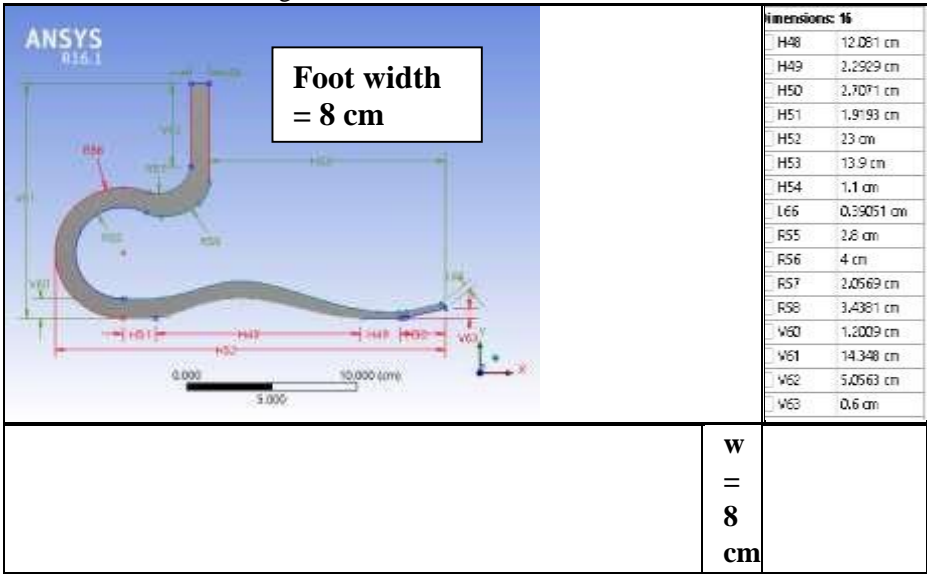 ANSYS
R16.1
Foot width
= 8 cm
R56
H53
R58
H51
H49
H52
V63
Y
X
0.000
10.000 (cm)
5.000
Dimensions: 16
H48 12.081 cm
H49 2.2929 cm
H50 2.7071 cm
H51 1.9193 cm
H52 23 cm
H53 13.9 cm
H54 1.1 cm
L66 0.39051 cm
R55 2.8 cm
R56 4 cm
R57 2.0569 cm
R58 3.4381 cm
V60 1.2009 cm
V61 14.348 cm
V62 5.0563 cm
V63 0.6 cm
w
=
8
cm